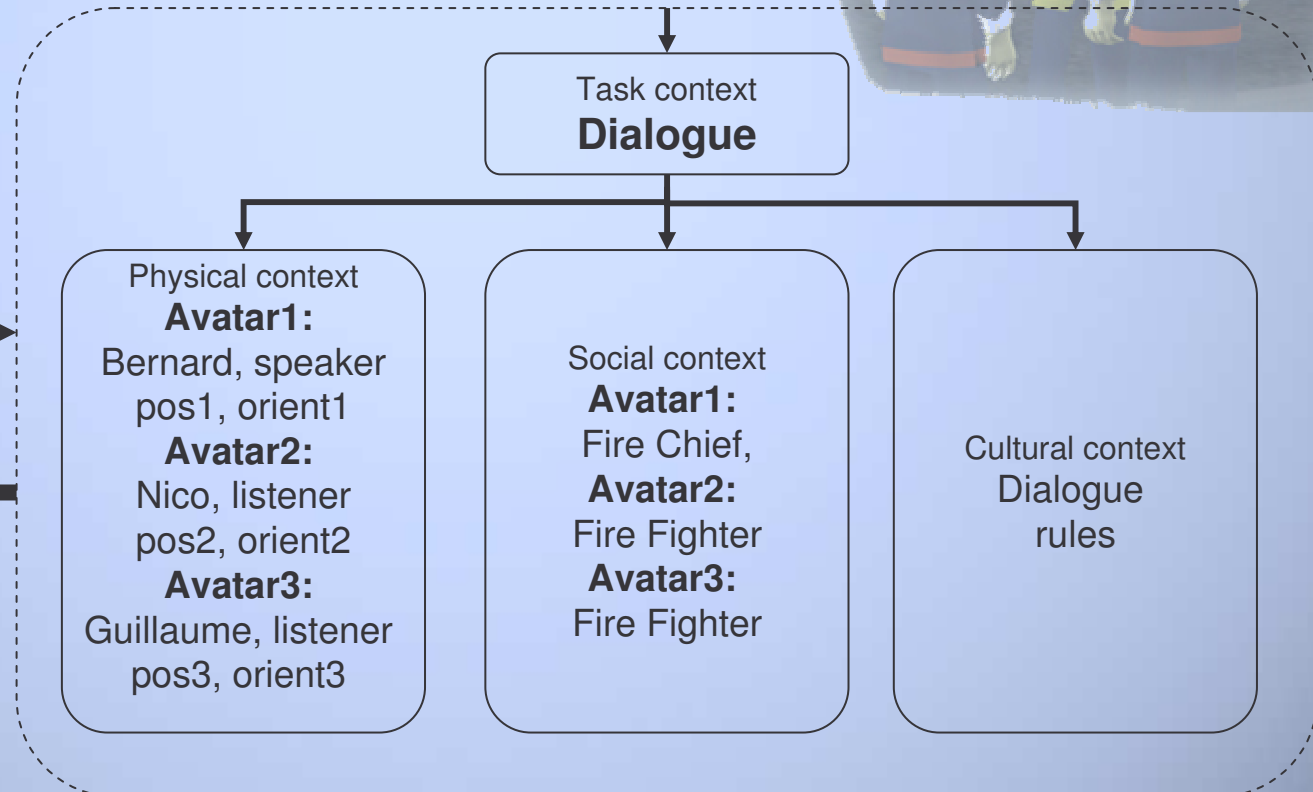 Task context
Dialogue
Physical context
Avatar1:
Bernard, speaker
pos1, orient1
Avatar2:
Nico, listener
pos2, orient2
Avatar3:
Guillaume, listener
pos3, orient3
Social context
Avatar1:
Fire Chief,
Avatar2:
Fire Fighter
Avatar3:
Fire Fighter
Cultural context
Dialogue
rules